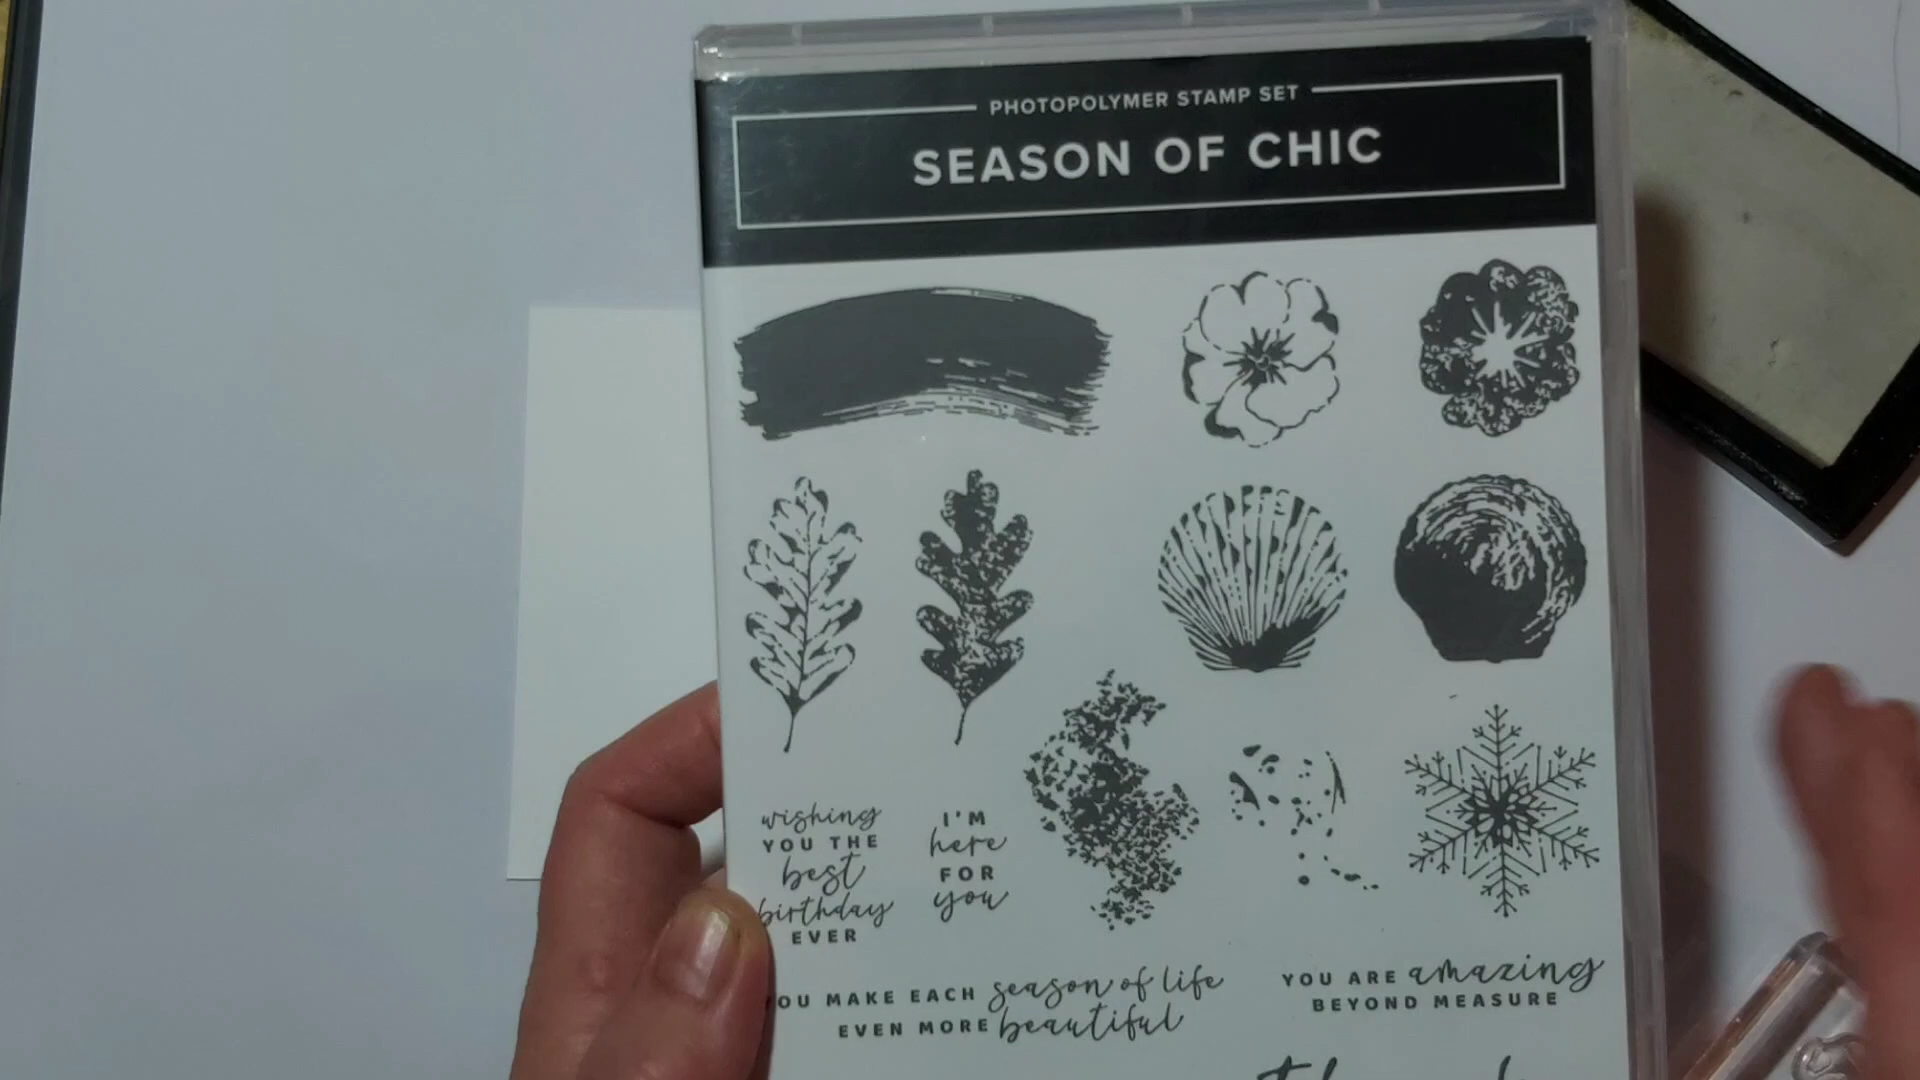 PHOTOPOLYMER STAMP SET
SEASON OF CHIC
wishing
YOU THE
best
birthday
EVER
I'M
here
FOR
you
YOU MAKE EACH season of life
EVEN MORE beautiful
YOU ARE amazing
BEYOND MEASURE